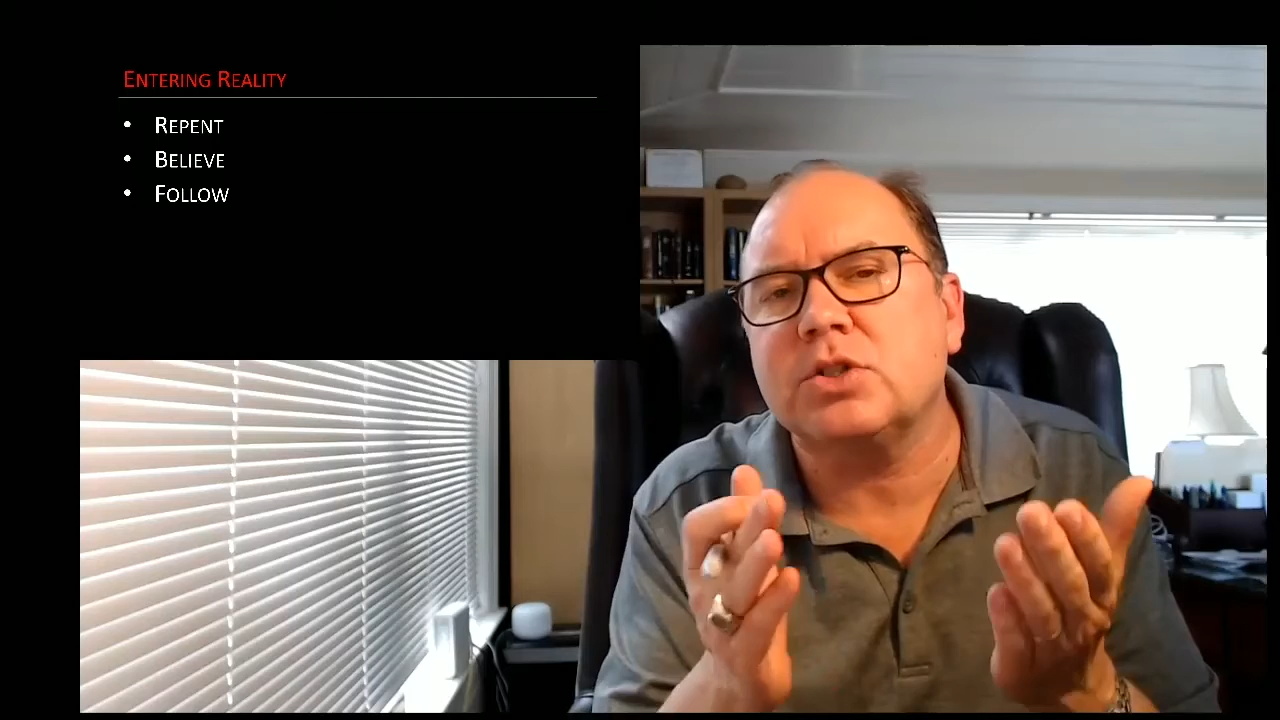 Entering Reality
• Repent
• Believe
• Follow